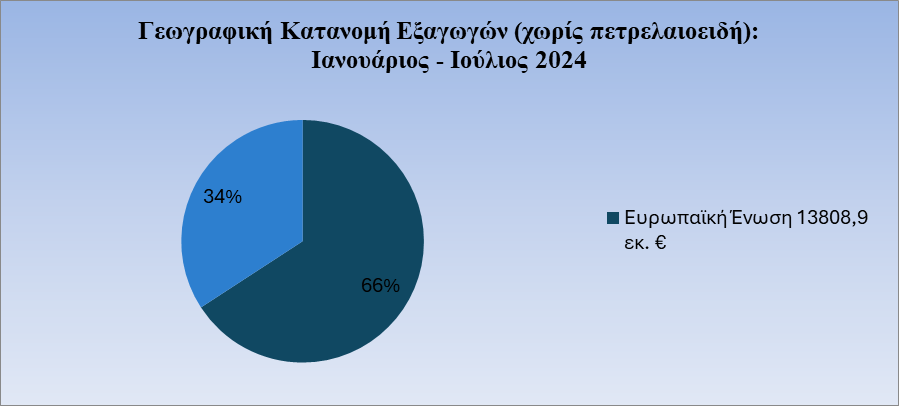 Γεωγραφική Κατανομή Εξαγωγών (χωρίς πετρελαιοειδή):
Ιανουάριος - Ιούλιος 2024
34%
66%
Ευρωπαϊκή Ένωση 13808,9
εκ. €